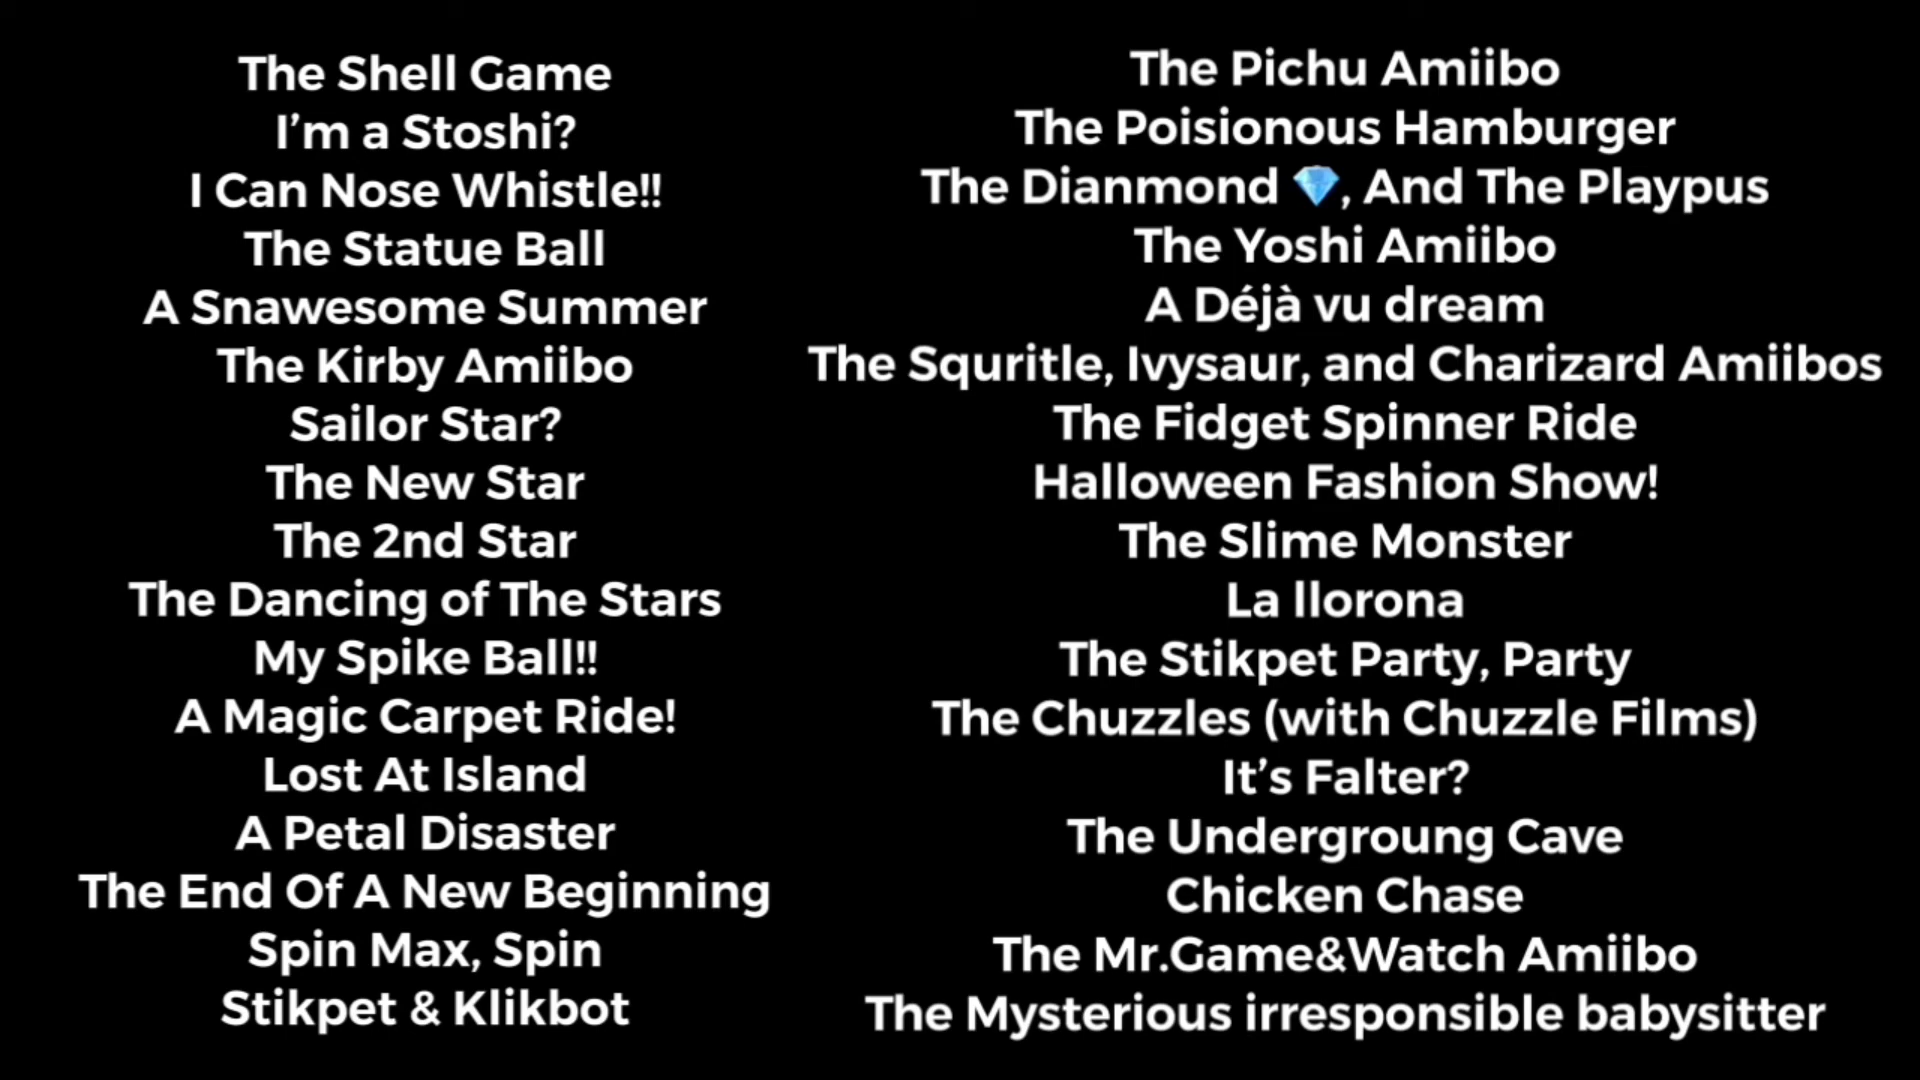 The Shell Game
I'm a Stoshi?
I Can Nose Whistle!!
The Statue Ball
A Snawesome Summer
The Kirby Amiibo
Sailor Star?
The New Star
The 2nd Star
The Dancing of The Stars
My Spike Ball!!
A Magic Carpet Ride!
Lost At Island
A Petal Disaster
The End Of A New Beginning
Spin Max, Spin
Stikpet & Klikbot
The Pichu Amiibo
The Poisionous Hamburger
The Dianmond 💎, And The Playpus
The Yoshi Amiibo
A Déjà vu dream
The Squritle, Ivysaur, and Charizard Amiibos
The Fidget Spinner Ride
Halloween Fashion Show!
The Slime Monster
La llorona
The Stikpet Party, Party
The Chuzzles (with Chuzzle Films)
It's Falter?
The Undergroung Cave
Chicken Chase
The Mr.Game&Watch Amiibo
The Mysterious irresponsible babysitter